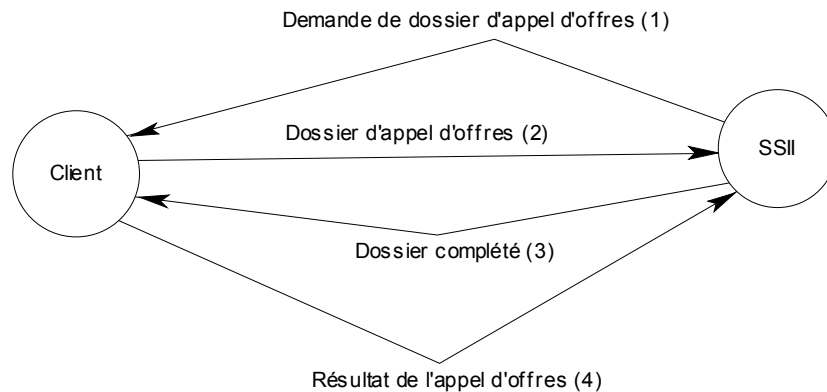 Demande de dossier d'appel d'offres (1)
Dossier d'appel d'offres (2)
Client
SSII
Dossier complété (3)
Résultat de l'appel d'offres (4)